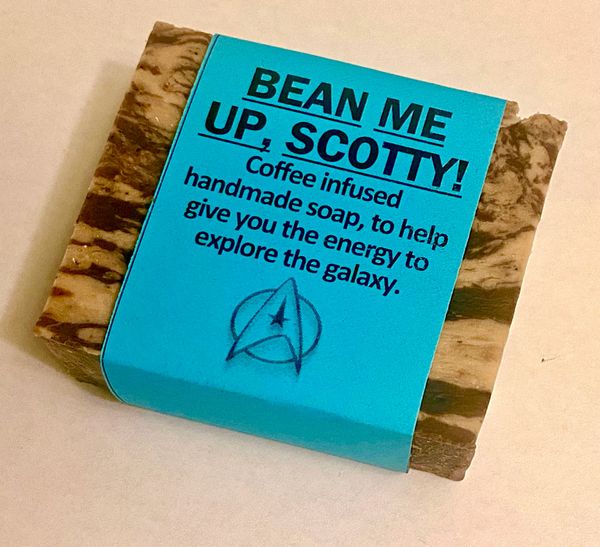 BEAN ME
UP, SCOTTY!
Coffee infused
handmade soap, to help
give you the energy to
explore the galaxy.